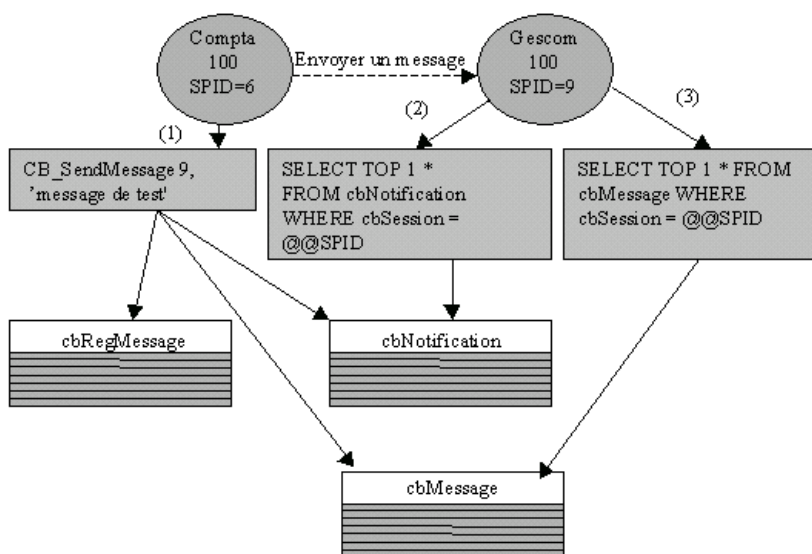 Compta
100
SPID=6
Envoyer un message
Gescom
100
SPID=9
(1)
(2)
(3)
CB_SendMessage 9,
'message de test'
SELECT TOP 1 *
FROM cbNotification
WHERE cbSession =
@@SPID
SELECT TOP 1 * FROM
cbMessage WHERE
cbSession = @@SPID
cbRegMessage
cbNotification
cbMessage